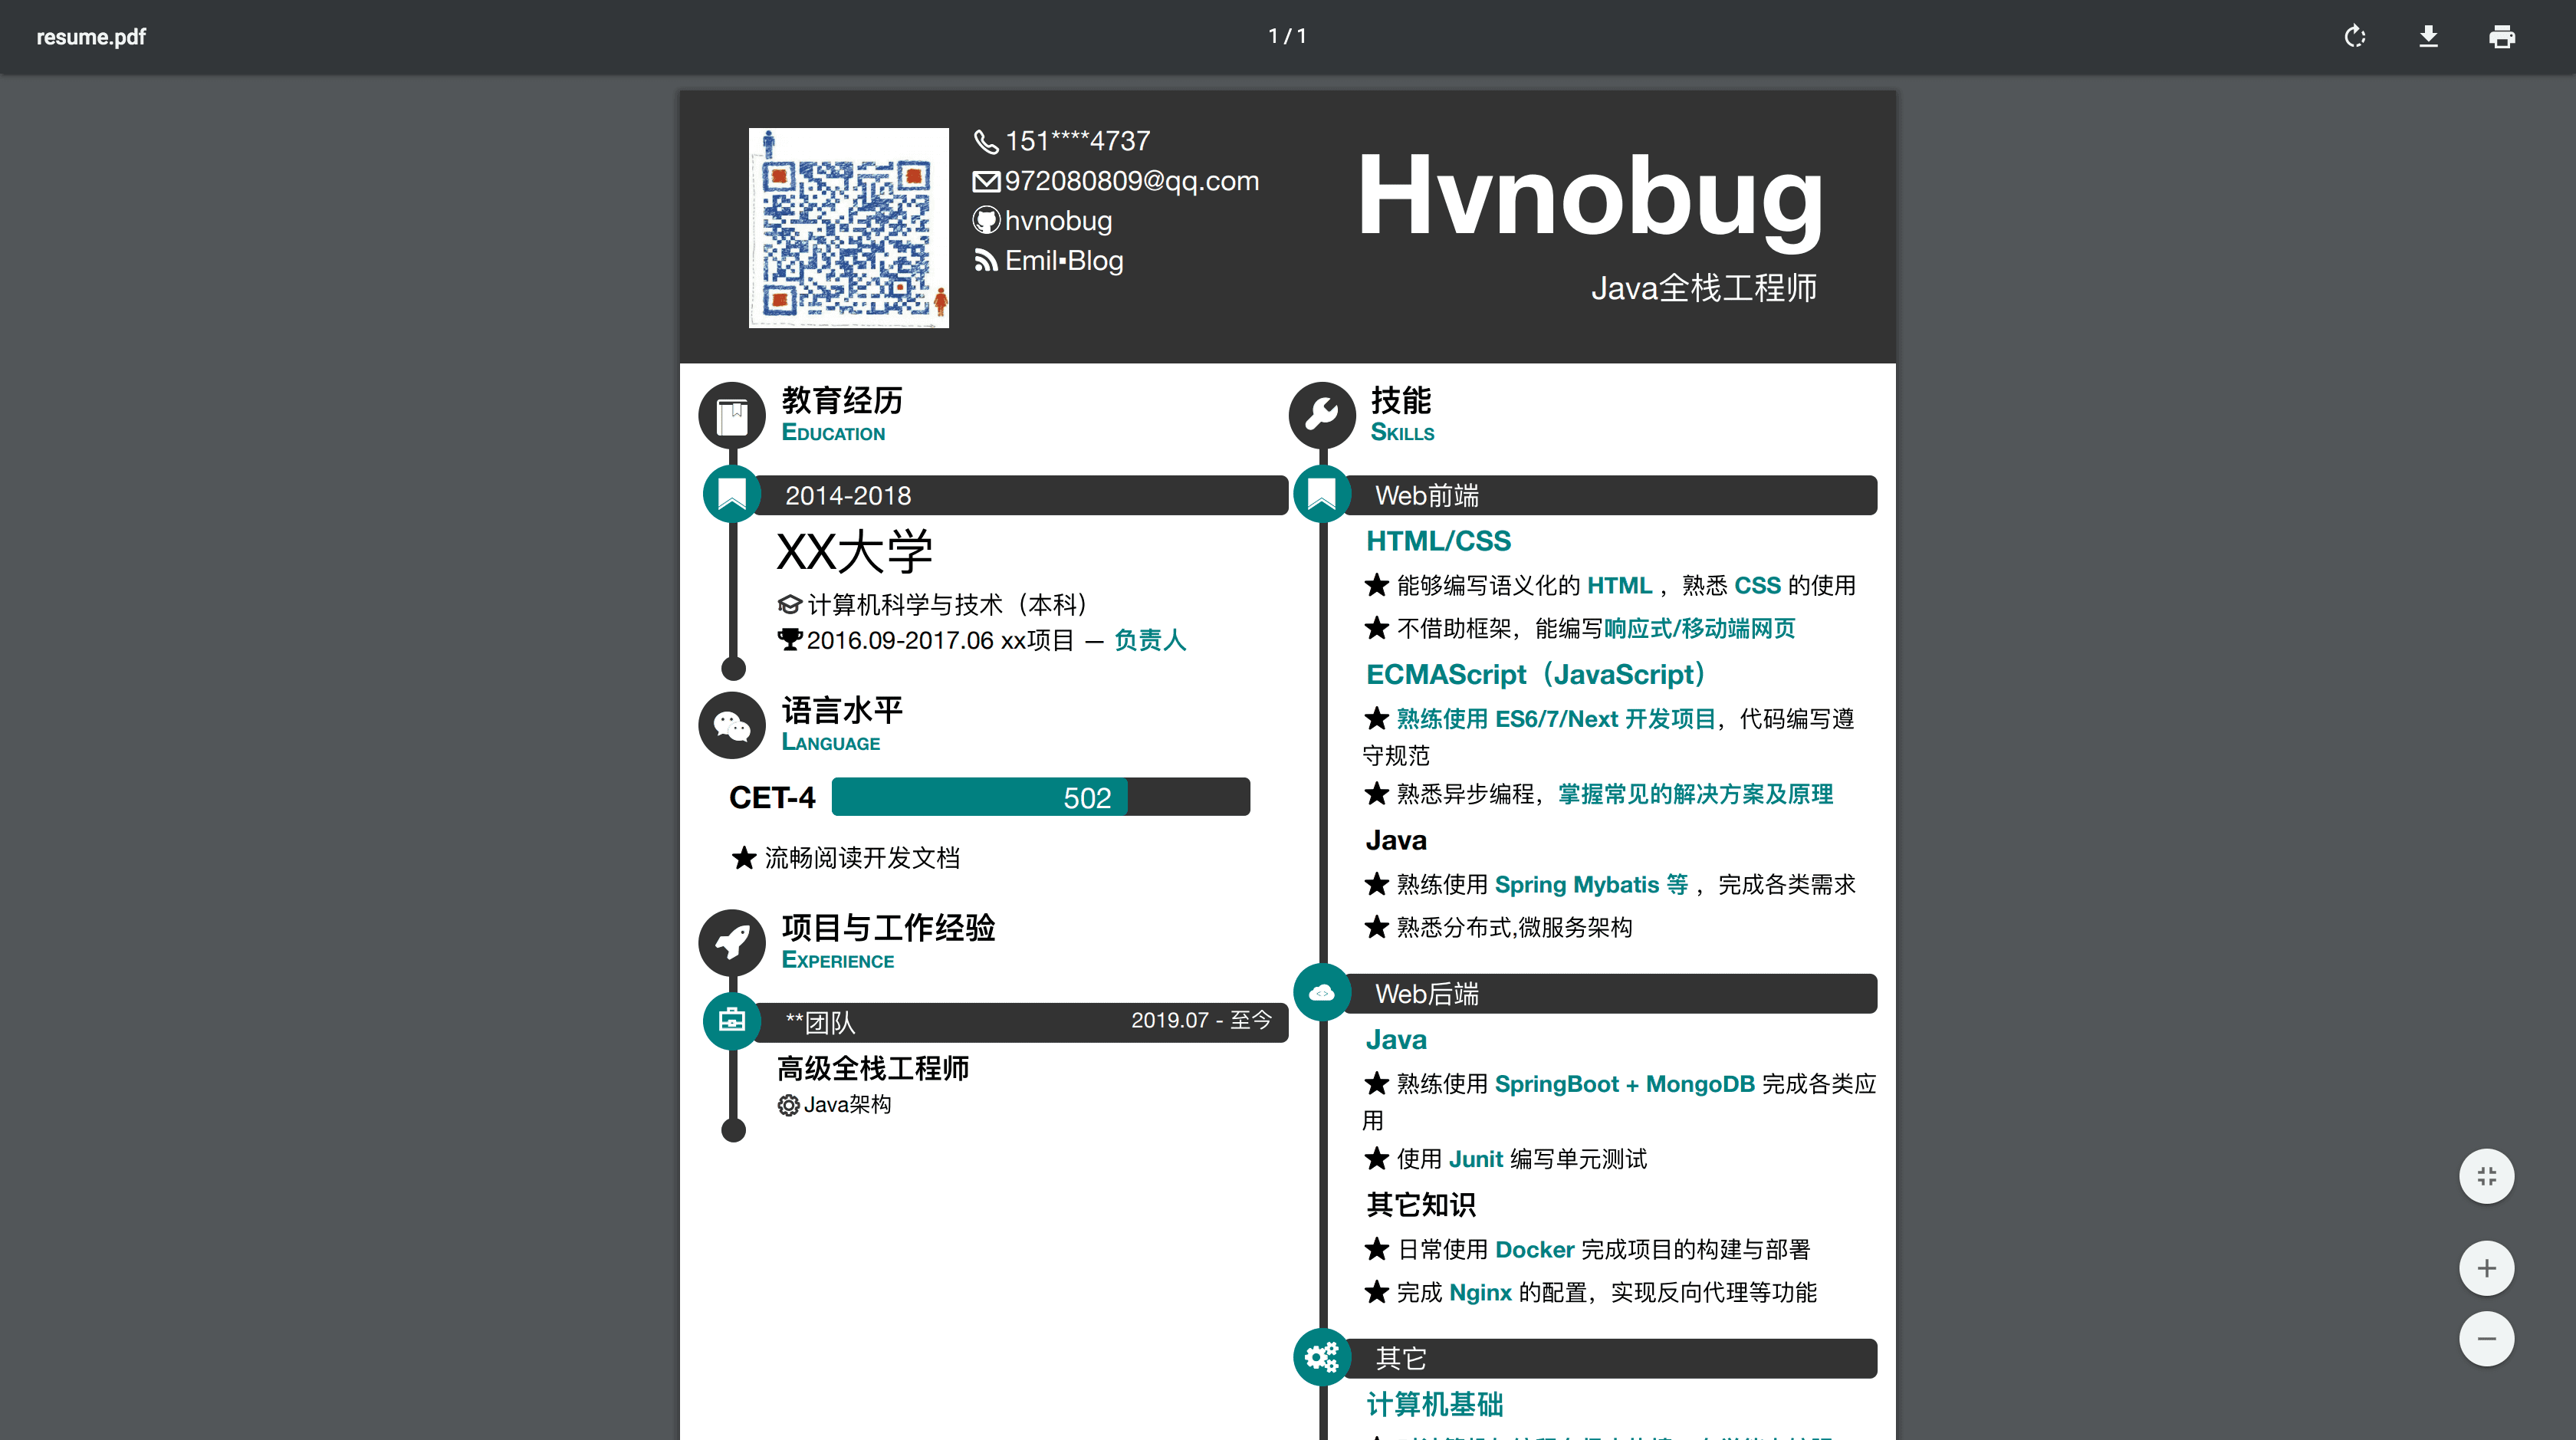 resume.pdf
1 / 1
151****4737
972080809@qq.com
hvnobug
Emil▪Blog
Hvnobug
Java全栈工程师
教育经历
EDUCATION
2014-2018
XX大学
计算机科学与技术（本科）
2016.09-2017.06 xx项目 — 负责人
语言水平
LANGUAGE
CET-4 502
★ 流畅阅读开发文档
项目与工作经验
EXPERIENCE
**团队 2019.07 - 至今
高级全栈工程师
Java架构
技能
SKILLS
Web前端
HTML/CSS
★ 能够编写语义化的 HTML ，熟悉 CSS 的使用
★ 不借助框架，能编写响应式/移动端网页
ECMAScript（JavaScript）
★ 熟练使用 ES6/7/Next 开发项目，代码编写遵
守规范
★ 熟悉异步编程，掌握常见的解决方案及原理
Java
★ 熟练使用 Spring Mybatis 等 ，完成各类需求
★ 熟悉分布式,微服务架构
Web后端
Java
★ 熟练使用 SpringBoot + MongoDB 完成各类应
用
★ 使用 Junit 编写单元测试
其它知识
★ 日常使用 Docker 完成项目的构建与部署
★ 完成 Nginx 的配置，实现反向代理等功能
其它
计算机基础